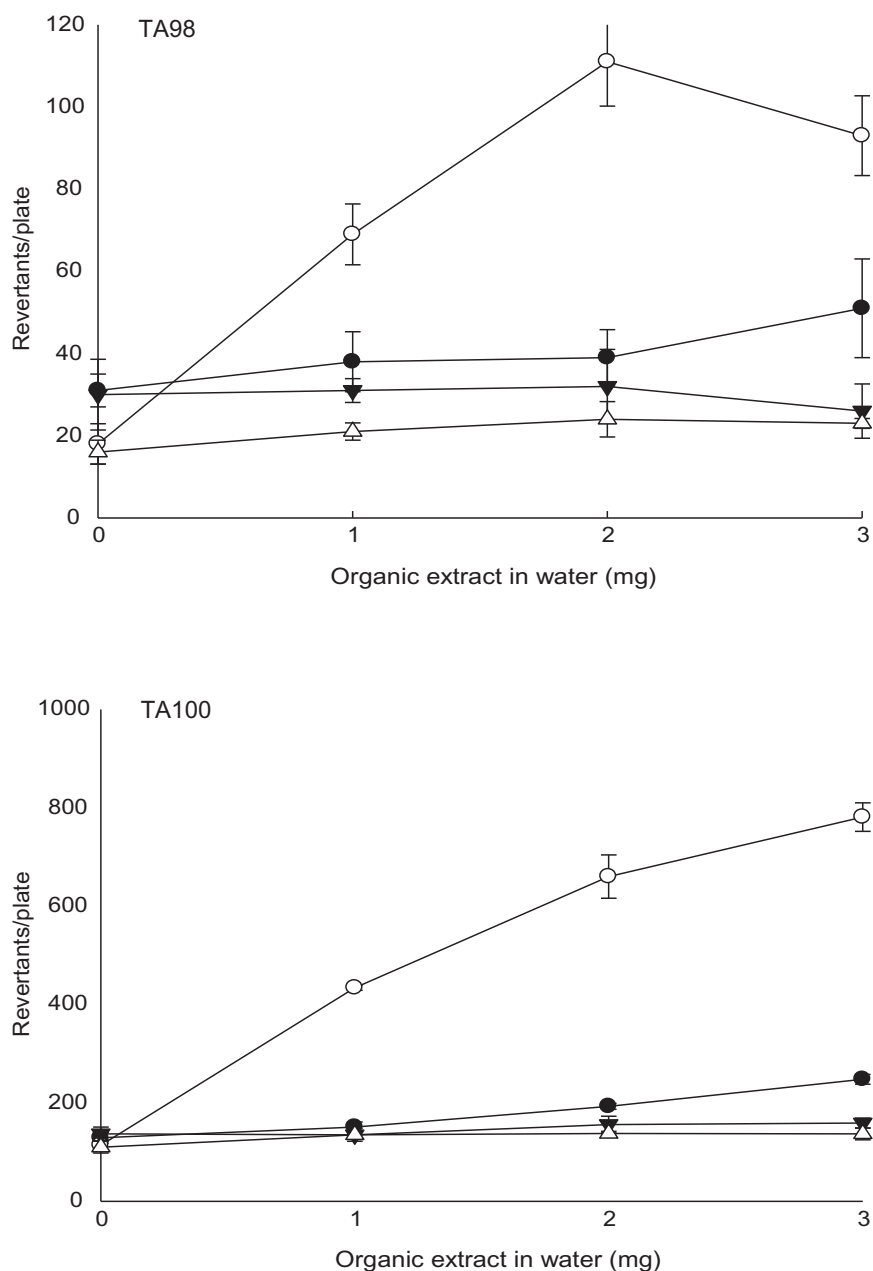 TA98
120
100
80
60
40
20
0
Revertants/plate
0 1 2 3
Organic extract in water (mg)
TA100
1000
800
600
400
200
0
Revertants/plate
0 1 2 3
Organic extract in water (mg)